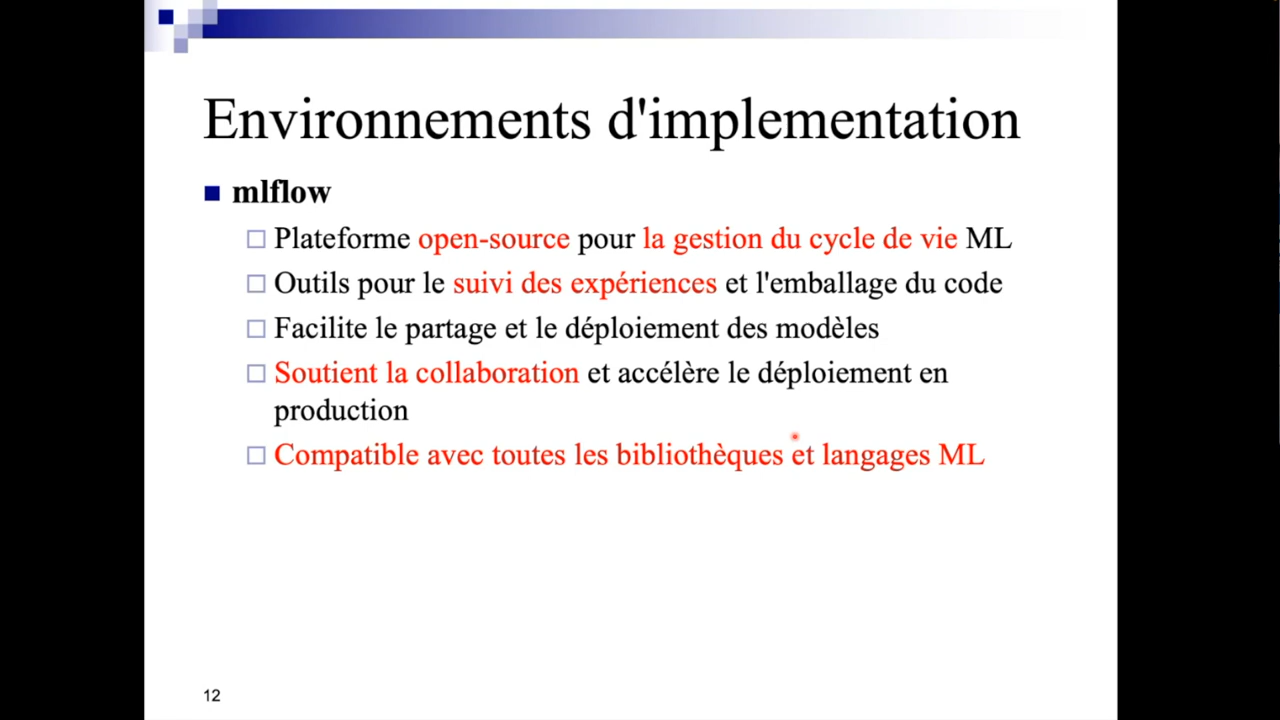 Environnements d'implementation
mlflow
Plateforme open-source pour la gestion du cycle de vie ML
Outils pour le suivi des expériences et l'emballage du code
Facilite le partage et le déploiement des modèles
Soutient la collaboration et accélère le déploiement en
production
Compatible avec toutes les bibliothèques et langages ML
12